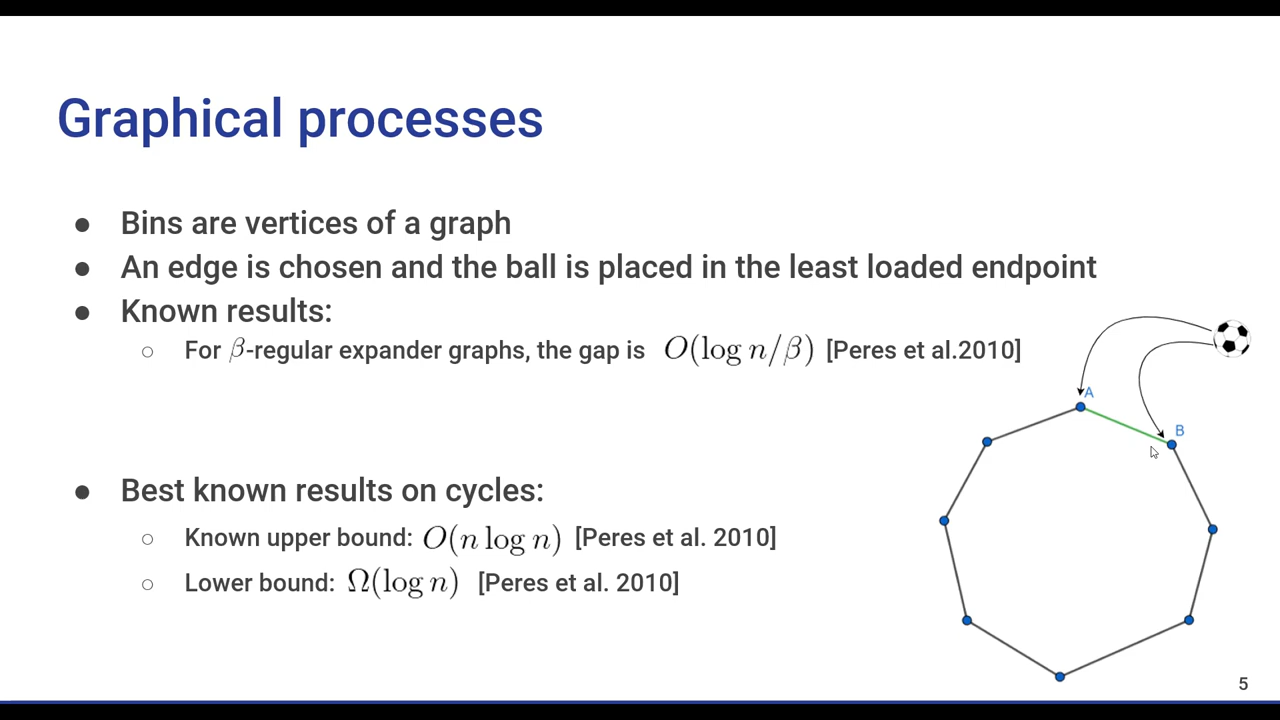 Graphical processes
● Bins are vertices of a graph
● An edge is chosen and the ball is placed in the least loaded endpoint
● Known results:
○ For β-regular expander graphs, the gap is O(log n/β) [Peres et al.2010]
A
B
● Best known results on cycles:
○ Known upper bound: O(n log n) [Peres et al. 2010]
○ Lower bound: Ω(log n) [Peres et al. 2010]
5